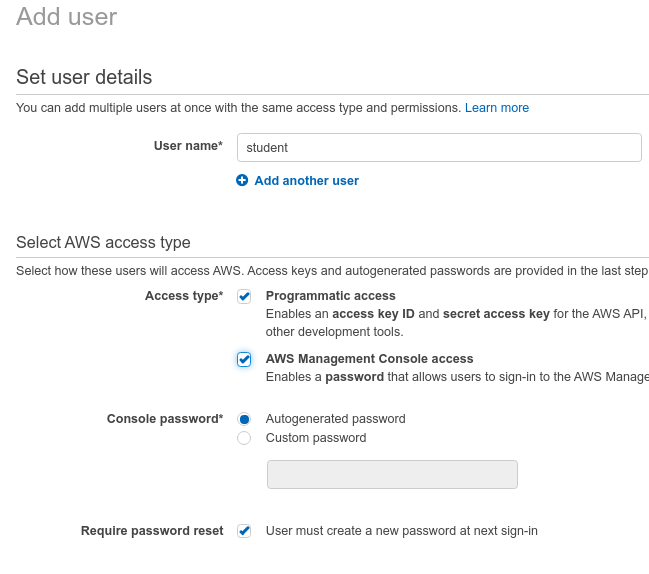 Add user
Set user details
You can add multiple users at once with the same access type and permissions. Learn more
User name*
student
Add another user
Select AWS access type
Select how these users will access AWS. Access keys and autogenerated passwords are provided in the last step
Access type*
Programmatic access
Enables an access key ID and secret access key for the AWS API,
other development tools.
AWS Management Console access
Enables a password that allows users to sign-in to the AWS Manage
Console password*
Autogenerated password
Custom password
Require password reset
User must create a new password at next sign-in